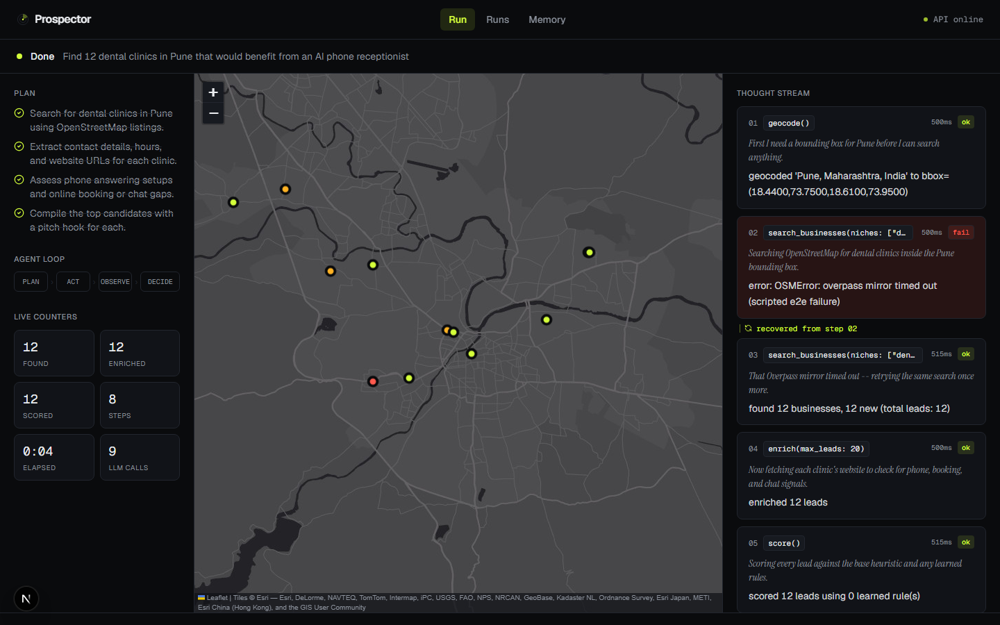 Prospector
Run
Runs
Memory
API online
Done
Find 12 dental clinics in Pune that would benefit from an AI phone receptionist
PLAN
Search for dental clinics in Pune
using OpenStreetMap listings.
Extract contact details, hours,
and website URLs for each clinic.
Assess phone answering setups
and online booking or chat gaps.
Compile the top candidates with
a pitch hook for each.
AGENT LOOP
PLAN
ACT
OBSERVE
DECIDE
LIVE COUNTERS
12
FOUND
12
ENRICHED
12
SCORED
8
STEPS
0:04
ELAPSED
9
LLM CALLS
N
+
−
Leaflet | Tiles © Esri — Esri, DeLorme, NAVTEQ, TomTom, Intermap, iPC, USGS, FAO, NPS, NRCAN, GeoBase, Kadaster NL, Ordnance Survey, Esri Japan, METI,
Esri China (Hong Kong), and the GIS User Community
THOUGHT STREAM
01 geocode() 500ms ok
First I need a bounding box for Pune before I can search
anything.
geocoded 'Pune, Maharashtra, India' to bbox=
(18.4400,73.7500,18.6100,73.9500)
02 search_businesses(niches: ["d… 500ms fail
Searching OpenStreetMap for dental clinics inside the Pune
bounding box.
error: OSMError: overpass mirror timed out
(scripted e2e failure)
recovered from step 02
03 search_businesses(niches: ["den… 515ms ok
That Overpass mirror timed out -- retrying the same search once
more.
found 12 businesses, 12 new (total leads: 12)
04 enrich(max_leads: 20) 500ms ok
Now fetching each clinic's website to check for phone, booking,
and chat signals.
enriched 12 leads
05 score() 515ms ok
Scoring every lead against the base heuristic and any learned
rules.
scored 12 leads using 0 learned rule(s)